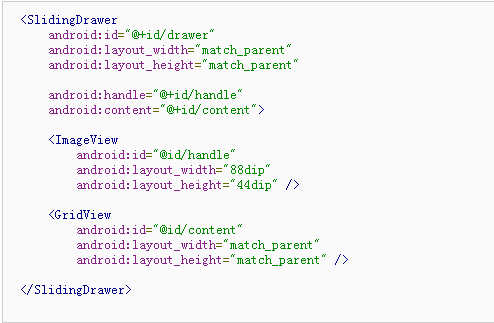 <SlidingDrawer
    android:id="@+id/drawer"
    android:layout_width="match_parent"
    android:layout_height="match_parent"

    android:handle="@+id/handle"
    android:content="@+id/content">

    <ImageView
        android:id="@id/handle"
        android:layout_width="88dip"
        android:layout_height="44dip" />

    <GridView
        android:id="@id/content"
        android:layout_width="match_parent"
        android:layout_height="match_parent" />

</SlidingDrawer>